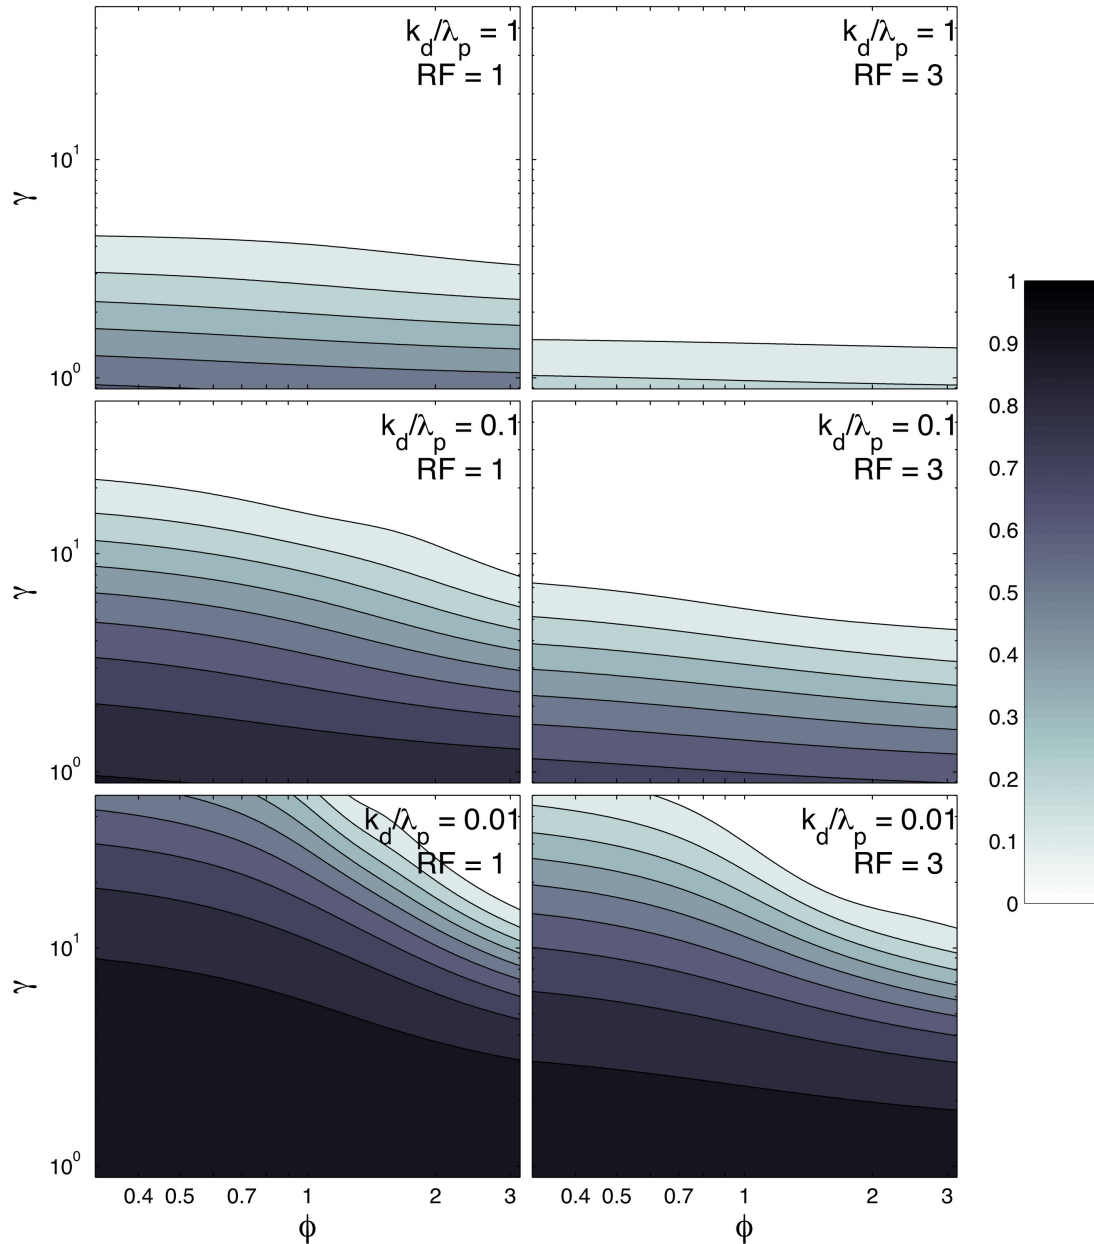 k_d/λ_p = 1
RF = 1
k_d/λ_p = 1
RF = 3
10^1
γ
10^0
k_d/λ_p = 0.1
RF = 1
k_d/λ_p = 0.1
RF = 3
10^1
γ
10^0
k_d/λ_p = 0.01
RF = 1
k_d/λ_p = 0.01
RF = 3
10^1
γ
10^0
0.4 0.5 0.7 1 2 3
ϕ
0.4 0.5 0.7 1 2 3
ϕ
1
0.9
0.8
0.7
0.6
0.5
0.4
0.3
0.2
0.1
0